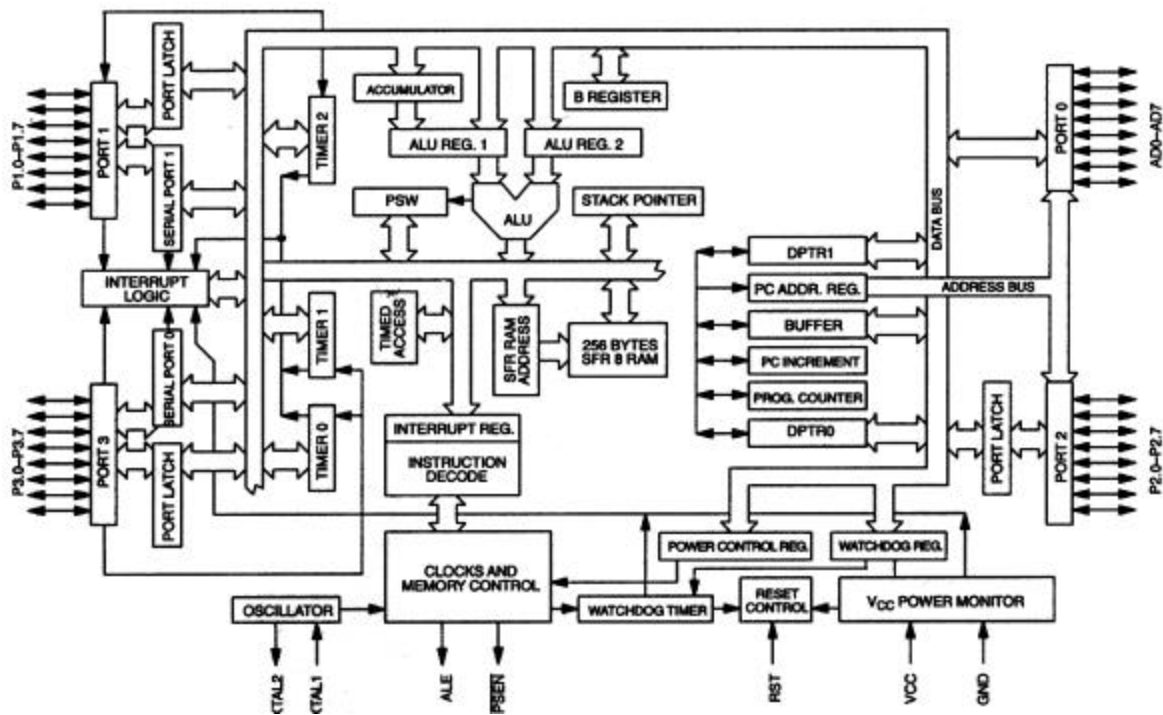 P1.0–P1.7
PORT 1
PORT LATCH
SERIAL PORT 1
INTERRUPT
LOGIC
P3.0–P3.7
PORT 3
SERIAL PORT 0
PORT LATCH
TIMER 2
TIMER 1
TIMER 0
ACCUMULATOR
B REGISTER
ALU REG. 1
ALU REG. 2
PSW
ALU
STACK POINTER
TIMED
ACCESS
SFR RAM
ADDRESS
256 BYTES
SFR 8 RAM
INTERRUPT REG.
INSTRUCTION
DECODE
DPTR1
PC ADDR. REG.
BUFFER
PC INCREMENT
PROG. COUNTER
DPTR0
DATA BUS
ADDRESS BUS
PORT 0
AD0–AD7
PORT LATCH
PORT 2
P2.0–P2.7
CLOCKS AND
MEMORY CONTROL
POWER CONTROL REG.
WATCHDOG REG.
OSCILLATOR
WATCHDOG TIMER
RESET
CONTROL
VCC POWER MONITOR
XTAL2
XTAL1
ALE
PSEN
RST
VCC
GND